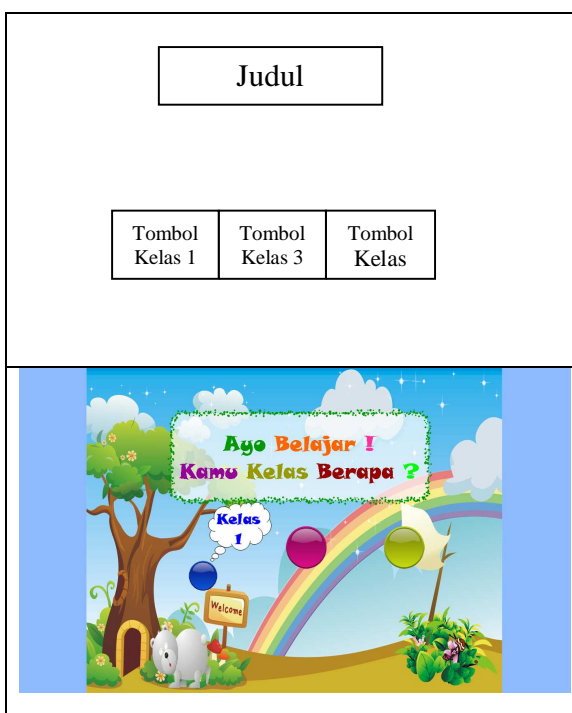 Judul
Tombol
Kelas 1
Tombol
Kelas 3
Tombol
Kelas
Ayo Belajar !
Kamu Kelas Berapa ?
Kelas
1
Welcome